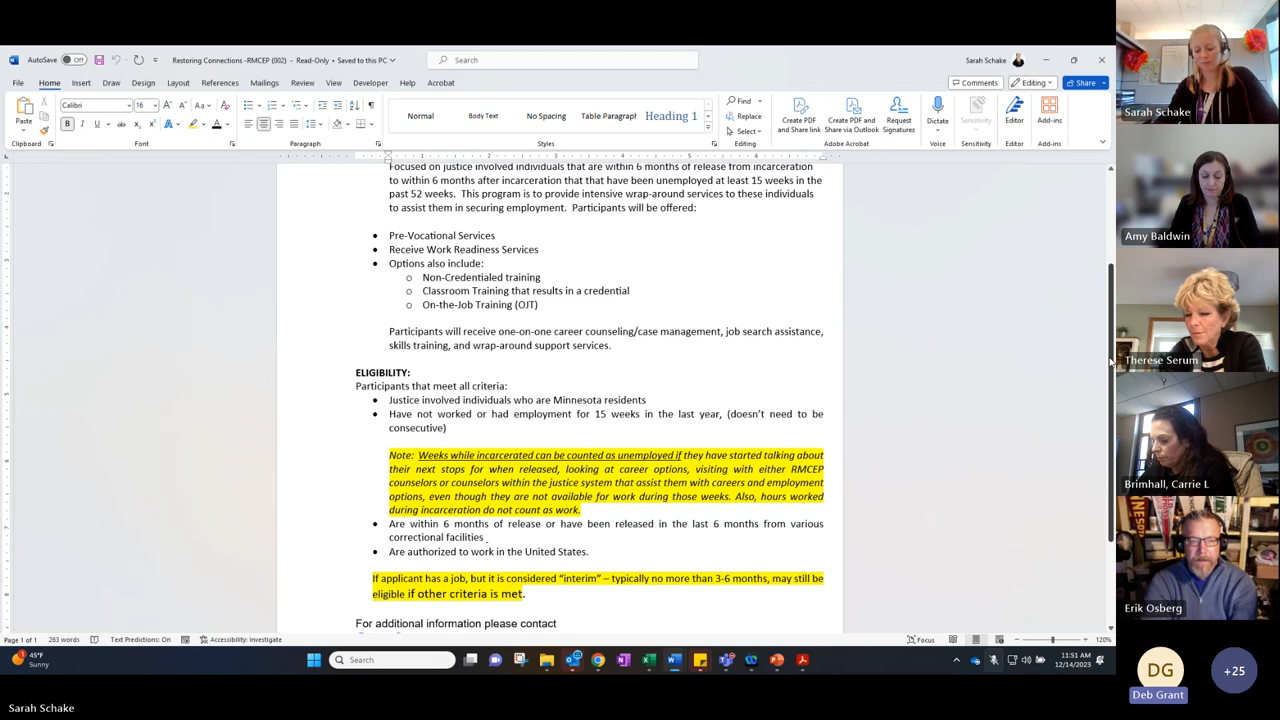 AutoSave Off Restoring Connections -RMCEP (002) - Read-Only • Saved to this PC Search Sarah Schake
File Home Insert Draw Design Layout References Mailings Review View Developer Help Acrobat Comments Editing Share
Calibri 16
Paste
Normal Body Text No Spacing Table Paragraph Heading 1
Find
Replace
Select
Create PDF and Share link
Create PDF and Share via Outlook
Request Signatures
Dictate
Sensitivity
Editor
Add-ins
Clipboard Font Paragraph Styles Editing Adobe Acrobat Voice Sensitivity Editor Add-ins
Focused on justice involved individuals that are within 6 months of release from incarceration
to within 6 months after incarceration that that have been unemployed at least 15 weeks in the
past 52 weeks. This program is to provide intensive wrap-around services to these individuals
to assist them in securing employment. Participants will be offered:
• Pre-Vocational Services
• Receive Work Readiness Services
• Options also include:
o Non-Credentialed training
o Classroom Training that results in a credential
o On-the-Job Training (OJT)
Participants will receive one-on-one career counseling/case management, job search assistance,
skills training, and wrap-around support services.
ELIGIBILITY:
Participants that meet all criteria:
• Justice involved individuals who are Minnesota residents
• Have not worked or had employment for 15 weeks in the last year, (doesn't need to be
consecutive)
Note: Weeks while incarcerated can be counted as unemployed if they have started talking about
their next stops for when released, looking at career options, visiting with either RMCEP
counselors or counselors within the justice system that assist them with careers and employment
options, even though they are not available for work during those weeks. Also, hours worked
during incarceration do not count as work.
• Are within 6 months of release or have been released in the last 6 months from various
correctional facilities
• Are authorized to work in the United States.
If applicant has a job, but it is considered "interim" – typically no more than 3-6 months, may still be
eligible if other criteria is met.
For additional information please contact
Page 1 of 1 263 words Text Predictions: On Accessibility: Investigate Focus 120%
45°F
Sunny
Search
11:51 AM
12/14/2023
Sarah Schake
Amy Baldwin
Therese Serum
Brimhall, Carrie L
Erik Osberg
DG
Deb Grant
+25
Sarah Schake